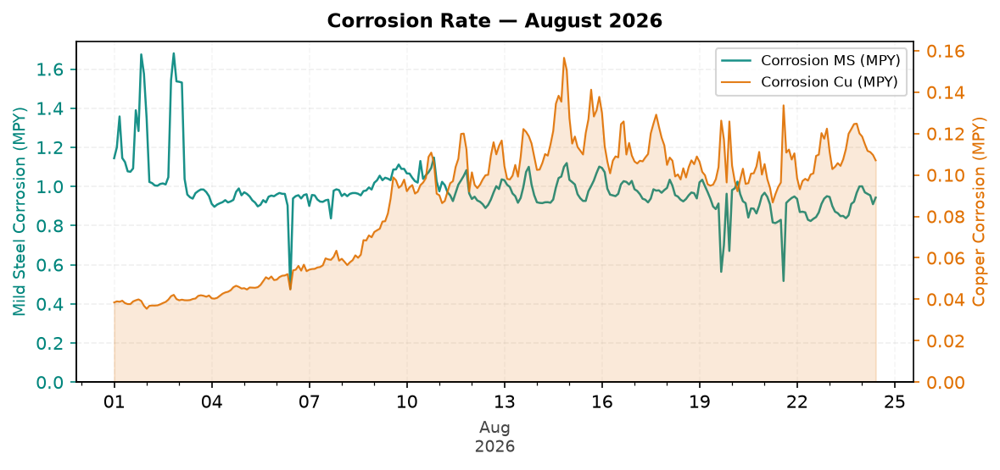 Corrosion Rate — August 2026
Mild Steel Corrosion (MPY)
1.6
1.4
1.2
1.0
0.8
0.6
0.4
0.2
0.0
Corrosion MS (MPY)
Corrosion Cu (MPY)
0.16
0.14
0.12
0.10
0.08
0.06
0.04
0.02
0.00
Copper Corrosion (MPY)
01 04 07 10 13 16 19 22 25
Aug
2026